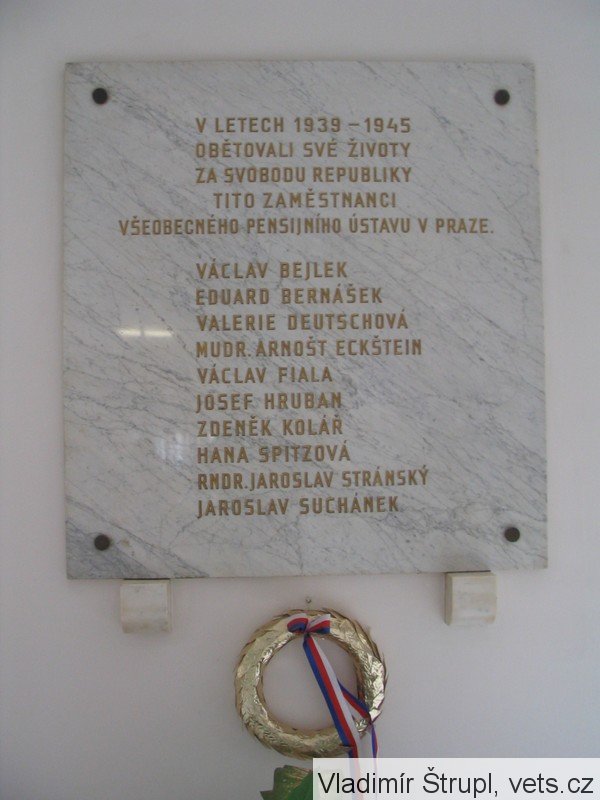 V LETECH 1939 – 1945
OBĚTOVALI SVÉ ŽIVOTY
ZA SVOBODU REPUBLIKY
TITO ZAMĚSTNANCI
VŠEOBECNÉHO PENSIJNÍHO ÚSTAVU V PRAZE.
VÁCLAV BEJLEK
EDUARD BERNÁŠEK
VALERIE DEUTSCHOVÁ
MUDR. ARNOŠT ECKŠTEIN
VÁCLAV FIALA
JOSEF HRUBAN
ZDENĚK KOLÁŘ
HANA SPITZOVÁ
RNDR. JAROSLAV STRÁNSKÝ
JAROSLAV SUCHÁNEK
Vladimír Štrupl, vets.cz